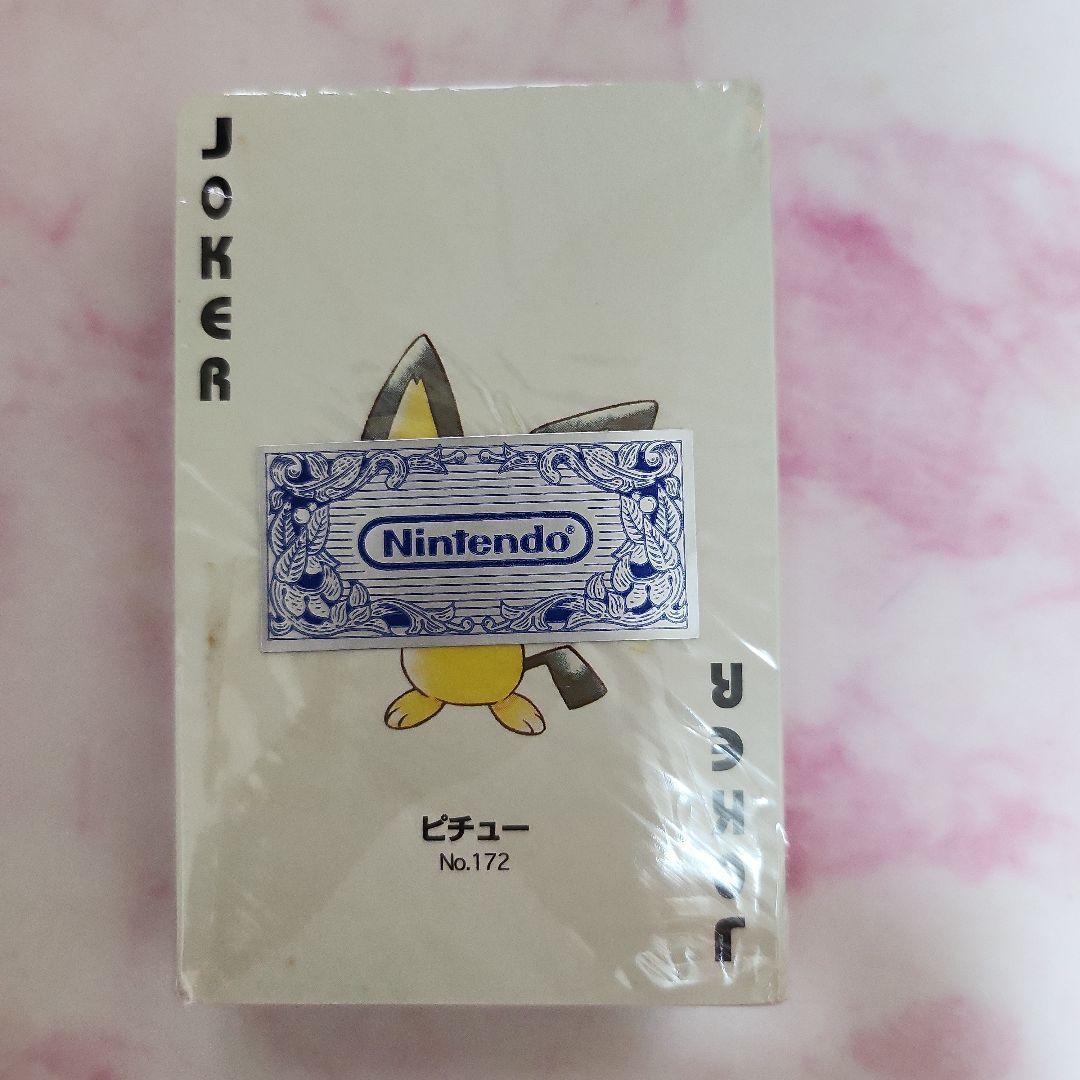 JOKER
Nintendo®
ピチュー
No.172
JOKER